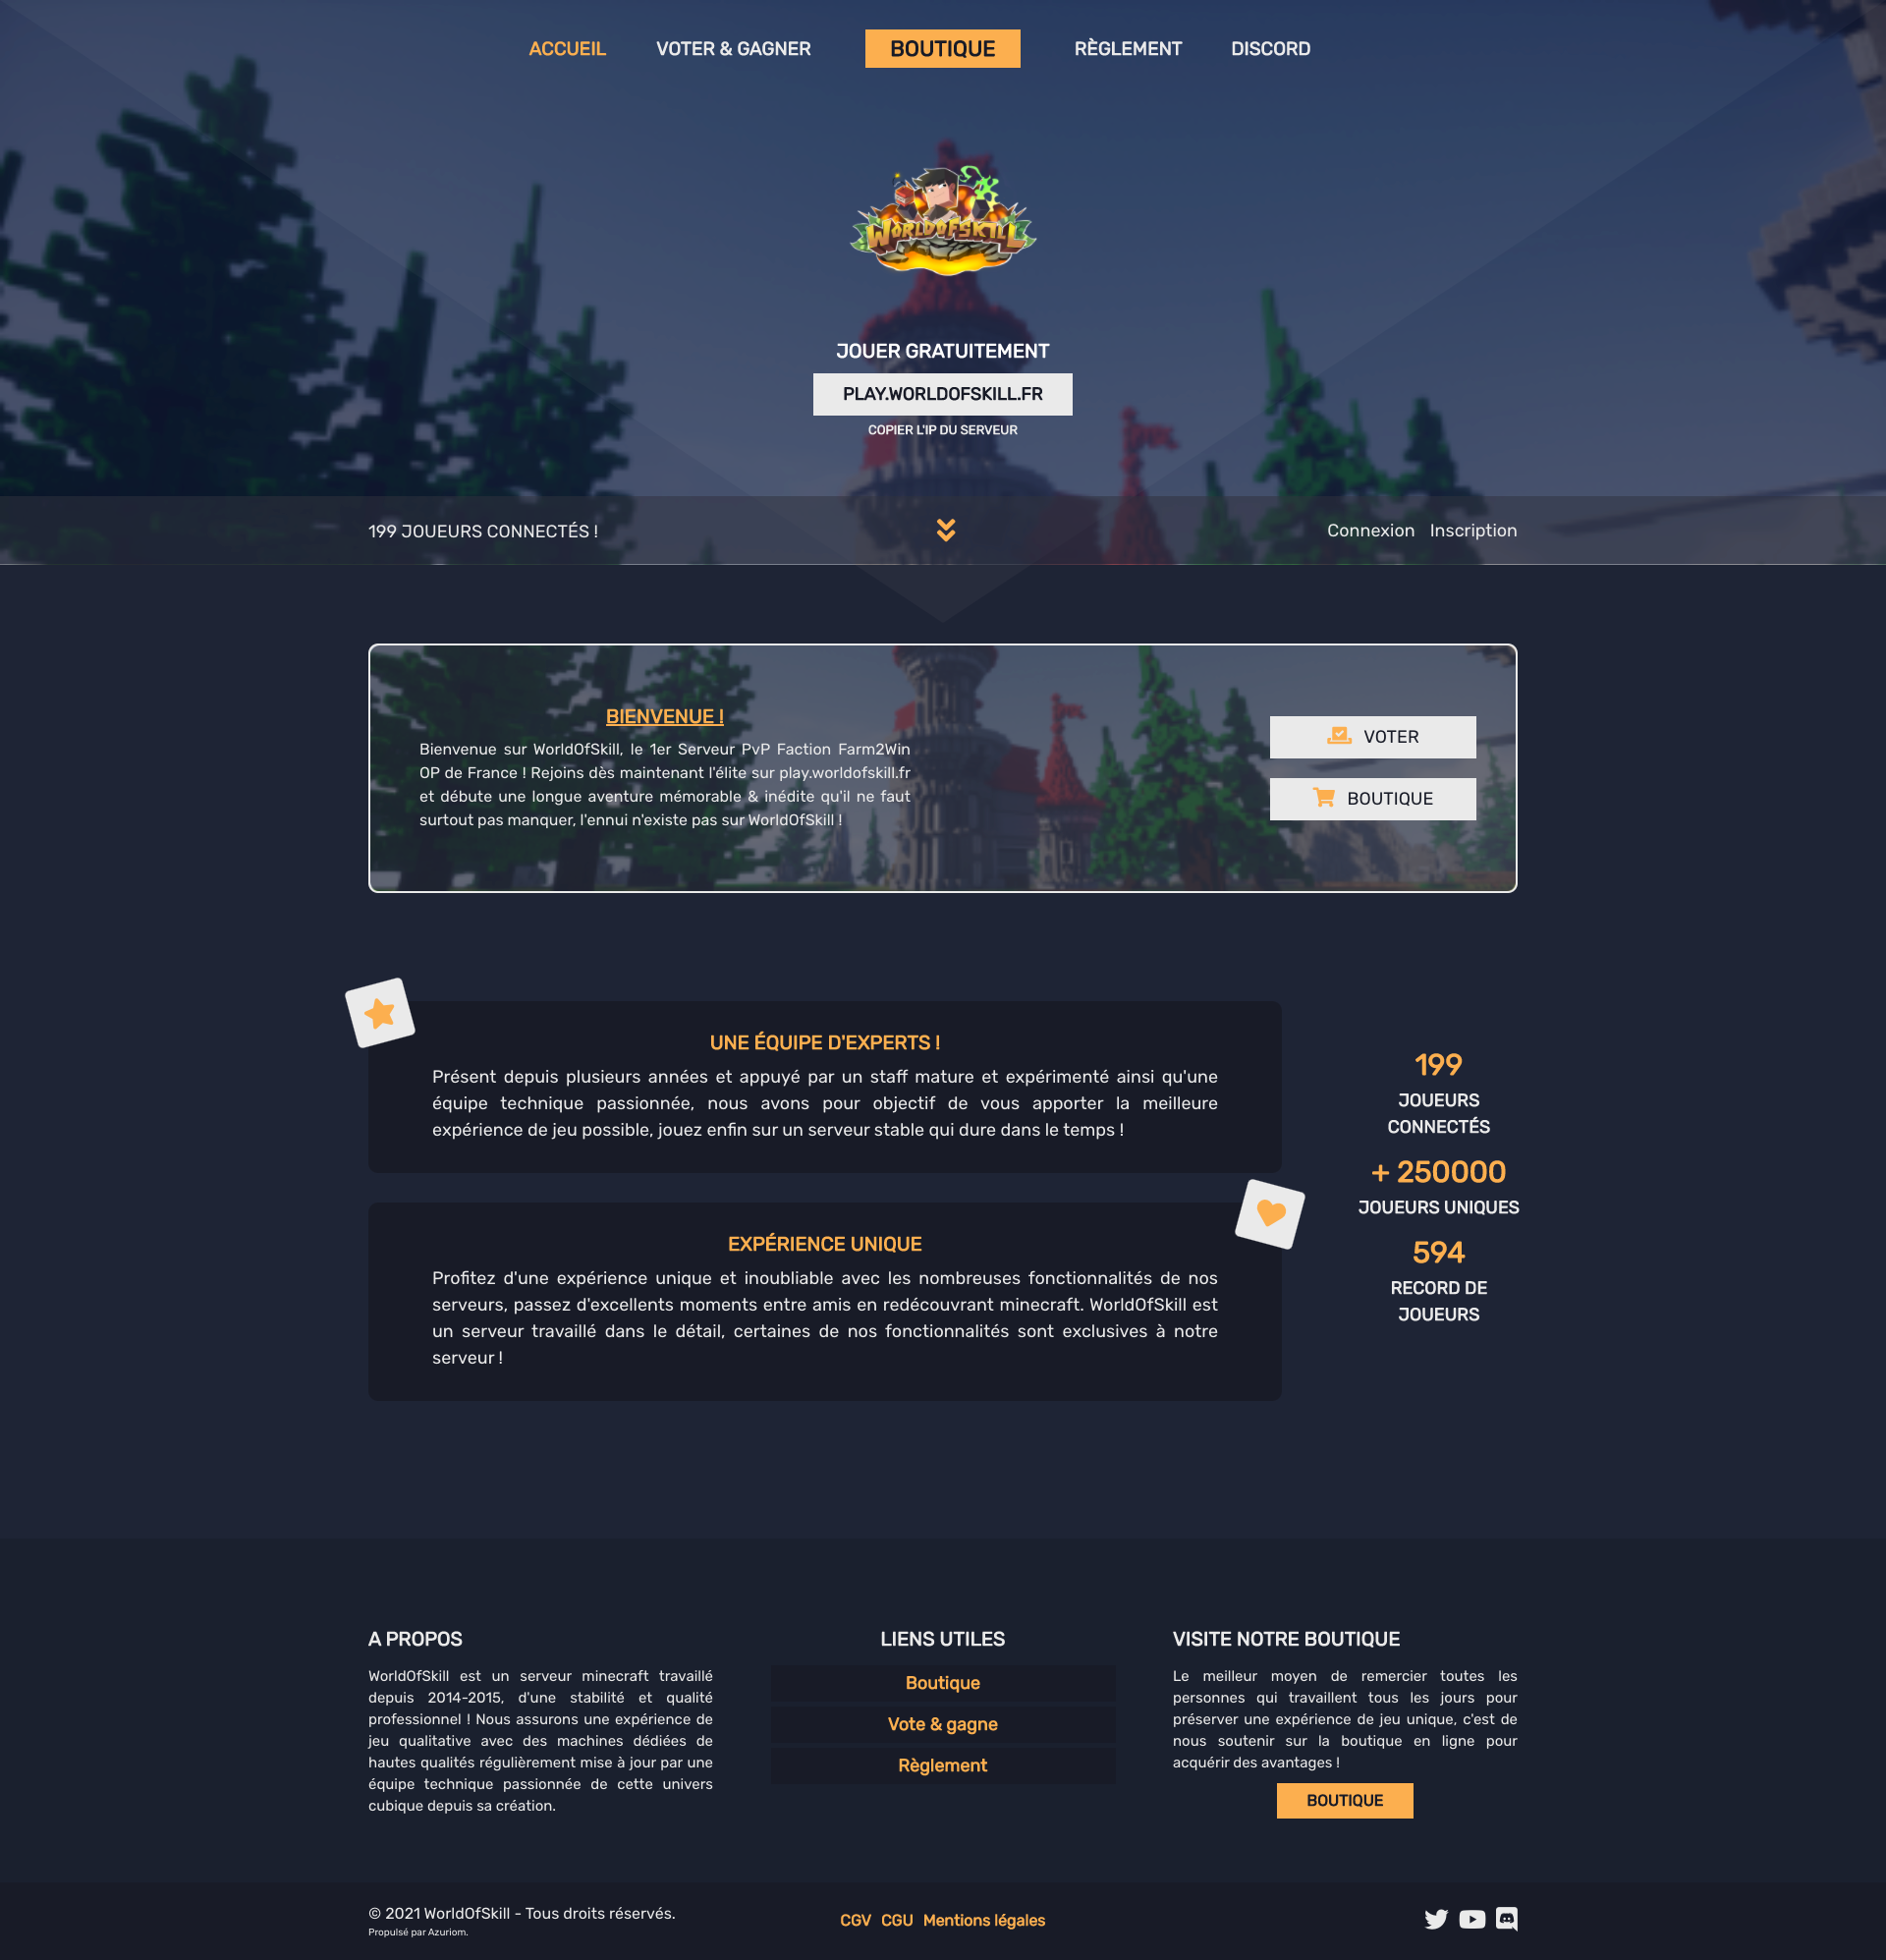 ACCUEIL VOTER & GAGNER BOUTIQUE RÈGLEMENT DISCORD
WORLDOFSKILL
JOUER GRATUITEMENT
PLAY.WORLDOFSKILL.FR
COPIER L'IP DU SERVEUR
199 JOUEURS CONNECTÉS !
Connexion Inscription
BIENVENUE !
Bienvenue sur WorldOfSkill, le 1er Serveur PvP Faction Farm2Win
OP de France ! Rejoins dès maintenant l'élite sur play.worldofskill.fr
et débute une longue aventure mémorable & inédite qu'il ne faut
surtout pas manquer, l'ennui n'existe pas sur WorldOfSkill !
VOTER
BOUTIQUE
UNE ÉQUIPE D'EXPERTS !
Présent depuis plusieurs années et appuyé par un staff mature et expérimenté ainsi qu'une
équipe technique passionnée, nous avons pour objectif de vous apporter la meilleure
expérience de jeu possible, jouez enfin sur un serveur stable qui dure dans le temps !
EXPÉRIENCE UNIQUE
Profitez d'une expérience unique et inoubliable avec les nombreuses fonctionnalités de nos
serveurs, passez d'excellents moments entre amis en redécouvrant minecraft. WorldOfSkill est
un serveur travaillé dans le détail, certaines de nos fonctionnalités sont exclusives à notre
serveur !
199
JOUEURS
CONNECTÉS
+ 250000
JOUEURS UNIQUES
594
RECORD DE
JOUEURS
A PROPOS
WorldOfSkill est un serveur minecraft travaillé
depuis 2014-2015, d'une stabilité et qualité
professionnel ! Nous assurons une expérience de
jeu qualitative avec des machines dédiées de
hautes qualités régulièrement mise à jour par une
équipe technique passionnée de cette univers
cubique depuis sa création.
LIENS UTILES
Boutique
Vote & gagne
Règlement
VISITE NOTRE BOUTIQUE
Le meilleur moyen de remercier toutes les
personnes qui travaillent tous les jours pour
préserver une expérience de jeu unique, c'est de
nous soutenir sur la boutique en ligne pour
acquérir des avantages !
BOUTIQUE
© 2021 WorldOfSkill - Tous droits réservés.
Propulsé par Azuriom.
CGV CGU Mentions légales